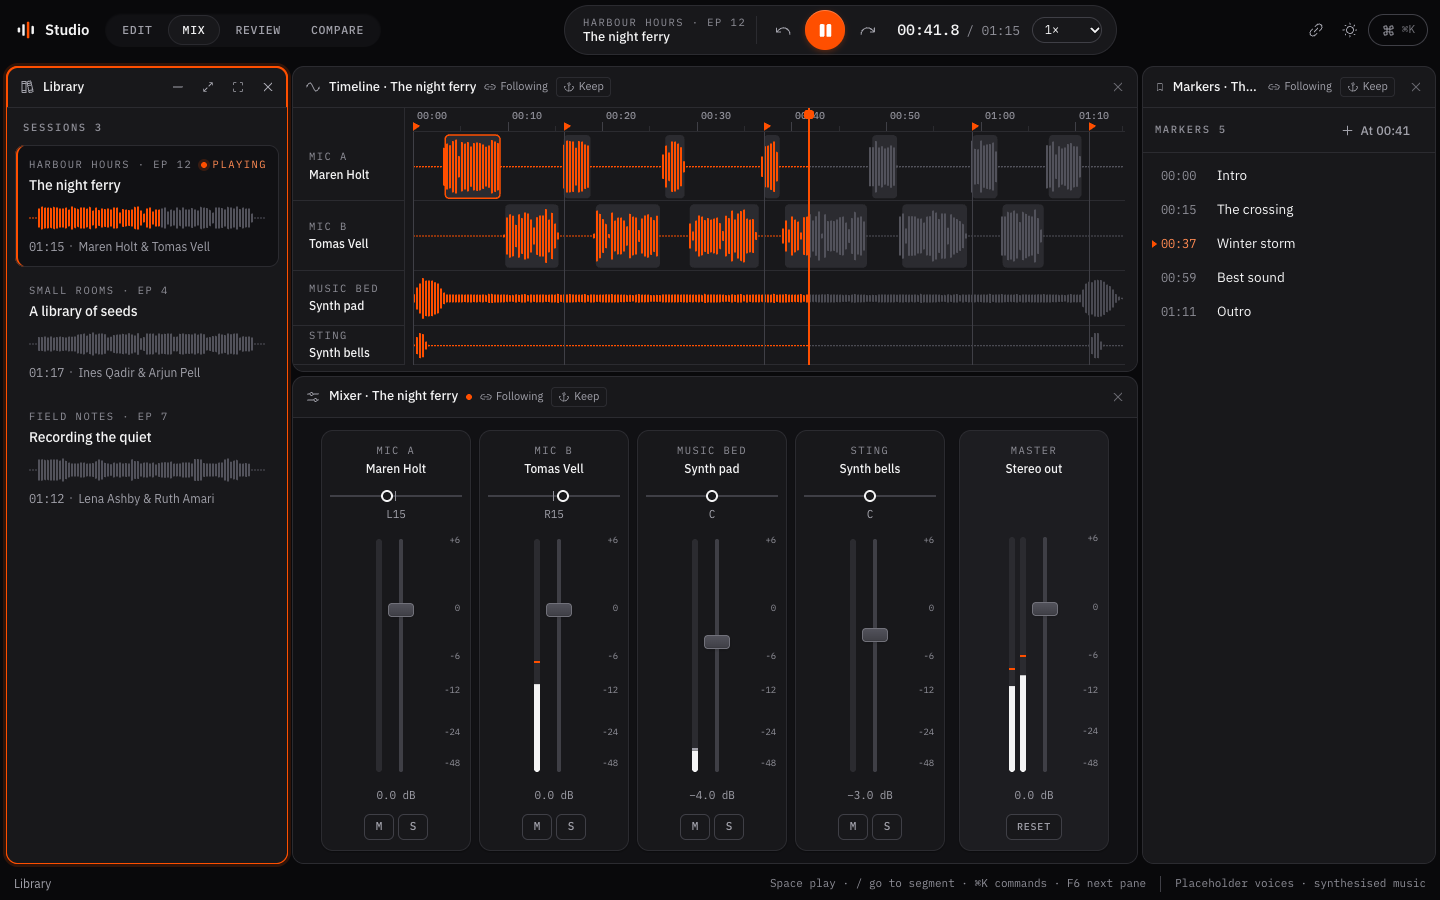 Studio
EDIT
MIX
REVIEW
COMPARE
HARBOUR HOURS · EP 12
The night ferry
00:41.8 / 01:15
1×
⌘K
Library
SESSIONS 3
HARBOUR HOURS · EP 12 PLAYING
The night ferry
01:15 · Maren Holt & Tomas Vell
SMALL ROOMS · EP 4
A library of seeds
01:17 · Ines Qadir & Arjun Pell
FIELD NOTES · EP 7
Recording the quiet
01:12 · Lena Ashby & Ruth Amari
Timeline · The night ferry Following Keep
00:00 00:10 00:20 00:30 00:40 00:50 01:00 01:10
MIC A
Maren Holt
MIC B
Tomas Vell
MUSIC BED
Synth pad
STING
Synth bells
Mixer · The night ferry Following Keep
MIC A
Maren Holt
L15
+6
0
-6
-12
-24
-48
0.0 dB
M S
MIC B
Tomas Vell
R15
+6
0
-6
-12
-24
-48
0.0 dB
M S
MUSIC BED
Synth pad
C
+6
0
-6
-12
-24
-48
−4.0 dB
M S
STING
Synth bells
C
+6
0
-6
-12
-24
-48
−3.0 dB
M S
MASTER
Stereo out
+6
0
-6
-12
-24
-48
0.0 dB
RESET
Markers · Th... Following Keep
MARKERS 5
At 00:41
00:00 Intro
00:15 The crossing
00:37 Winter storm
00:59 Best sound
01:11 Outro
Library
Space play · / go to segment · ⌘K commands · F6 next pane
Placeholder voices · synthesised music